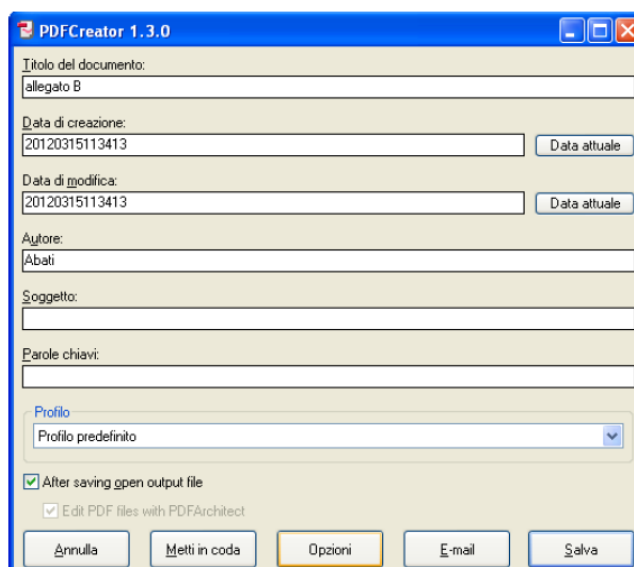 PDFCreator 1.3.0
Titolo del documento:
allegato B
Data di creazione:
20120315113413
Data attuale
Data di modifica:
20120315113413
Data attuale
Autore:
Abati
Soggetto:
Parole chiavi:
Profilo
Profilo predefinito
After saving open output file
Edit PDF files with PDFArchitect
Annulla Metti in coda Opzioni E-mail Salva